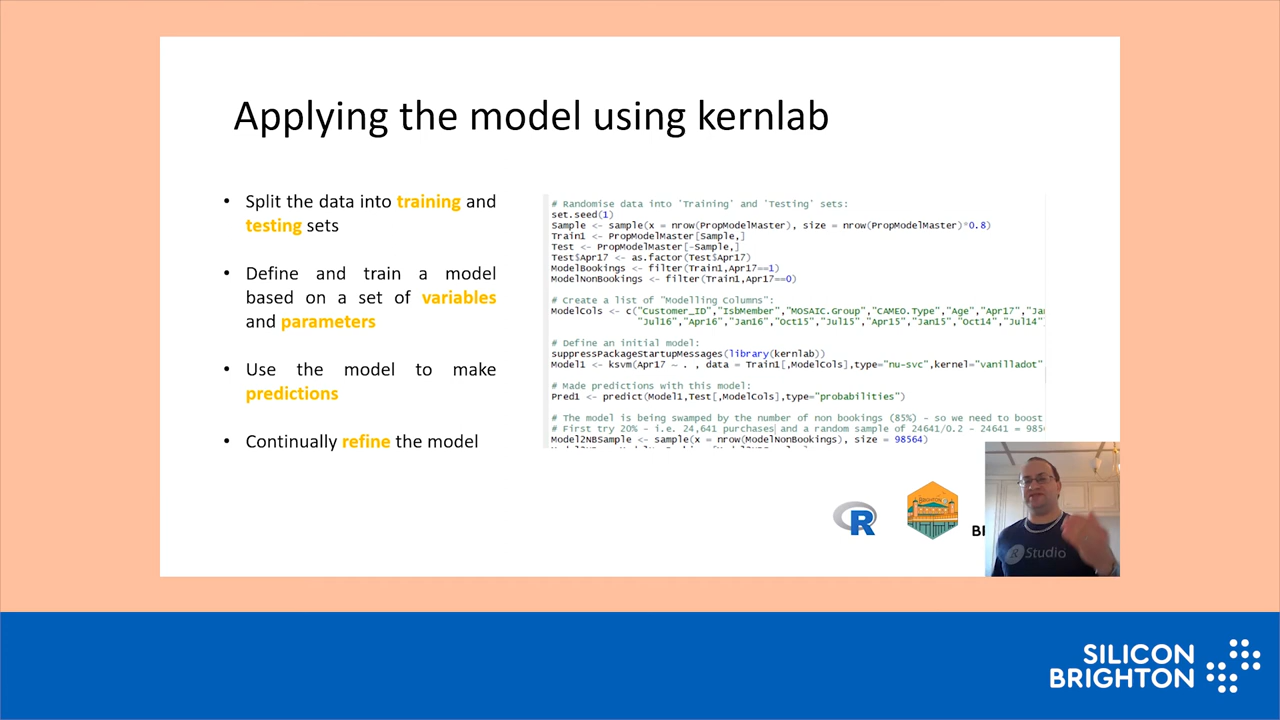 Applying the model using kernlab
• Split the data into training and
testing sets
• Define and train a model
based on a set of variables
and parameters
• Use the model to make
predictions
• Continually refine the model
# Randomise data into 'Training' and 'Testing' sets:
set.seed(1)
Sample <- sample(x = nrow(PropModelMaster), size = nrow(PropModelMaster)*0.8)
Train1 <- PropModelMaster[Sample,]
Test <- PropModelMaster[-Sample,]
Test$Apr17 <- as.factor(Test$Apr17)
ModelBookings <- filter(Train1,Apr17==1)
ModelNonBookings <- filter(Train1,Apr17==0)
# Create a list of "Modelling Columns":
ModelCols <- c("Customer_ID","IsbMember","MOSAIC.Group","CAMEO.Type","Age","Apr17","Ja
"Jul16","Apr16","Jan16","Oct15","Jul15","Apr15","Jan15","oct14","Jul14"
# Define an initial model:
suppressPackageStartupMessages(library(kernlab))
Model1 <- ksvm(Apr17 ~ . , data = Train1[,ModelCols],type="nu-svc",kernel="vanilladot"
# Made predictions with this model:
Pred1 <- predict(Model1,Test[,ModelCols],type="probabilities")
# The model is being swamped by the number of non bookings (85%) - so we need to boost
# First try 20% - i.e. 24,641 purchases and a random sample of 24641/0.2 - 24641 = 985
Model2NBSample <- sample(x = nrow(ModelNonBookings), size = 98564)
R
BRIGHTON
R Studio
SILICON
BRIGHTON